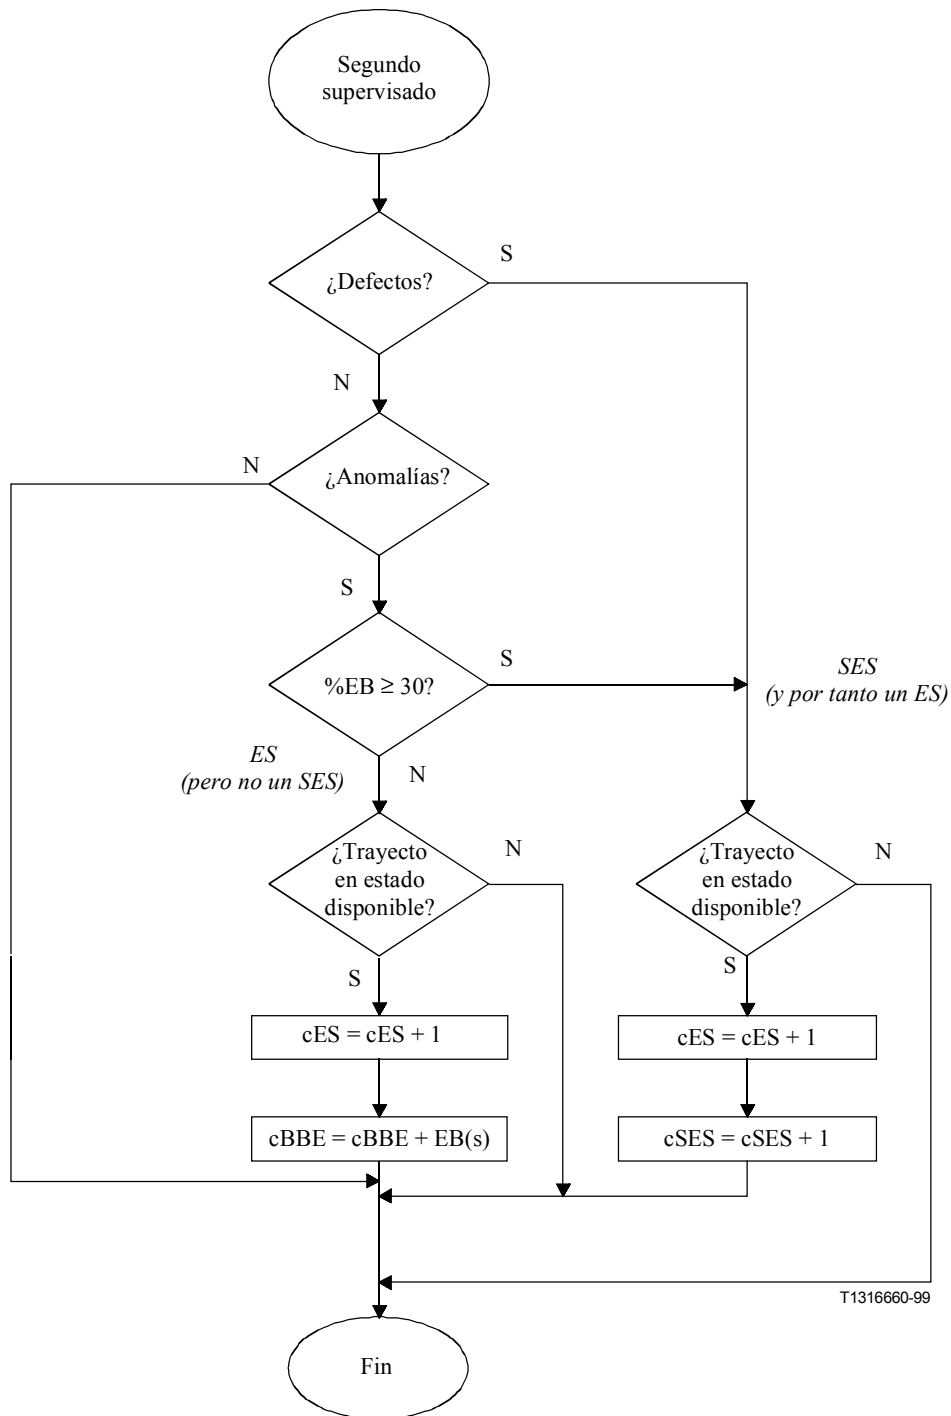 Segundo
supervisado
S
¿Defectos?
N
N
¿Anomalías?
S
S
%EB ≥ 30?
SES
(y por tanto un ES)
ES
(pero no un SES)
N
¿Trayecto
en estado
disponible?
N
¿Trayecto
en estado
disponible?
N
S
S
cES = cES + 1
cES = cES + 1
cBBE = cBBE + EB(s)
cSES = cSES + 1
T1316660-99
Fin